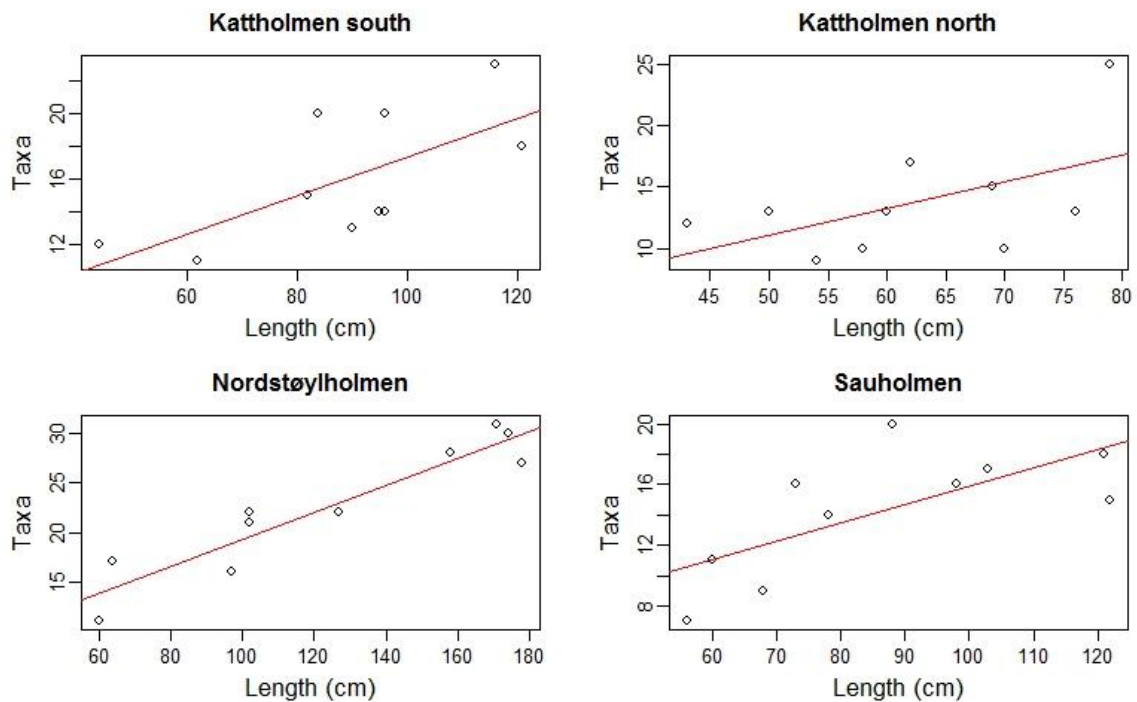 Kattholmen south
Taxa
20
16
12
60 80 100 120
Length (cm)
Kattholmen north
Taxa
25
20
15
10
45 50 55 60 65 70 75 80
Length (cm)
Nordstøylholmen
Taxa
30
25
20
15
60 80 100 120 140 160 180
Length (cm)
Sauholmen
Taxa
20
16
12
8
60 70 80 90 100 110 120
Length (cm)